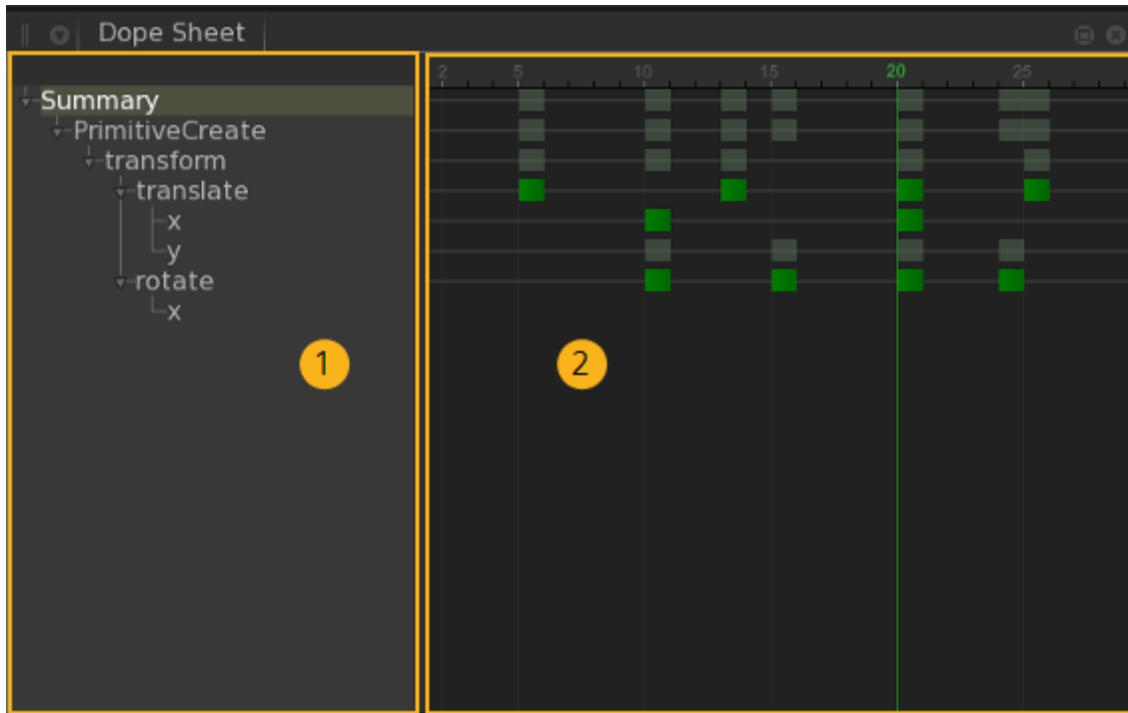 Dope Sheet
2 5 10 15 20 25
Summary
PrimitiveCreate
transform
translate
x
y
rotate
x
1 2